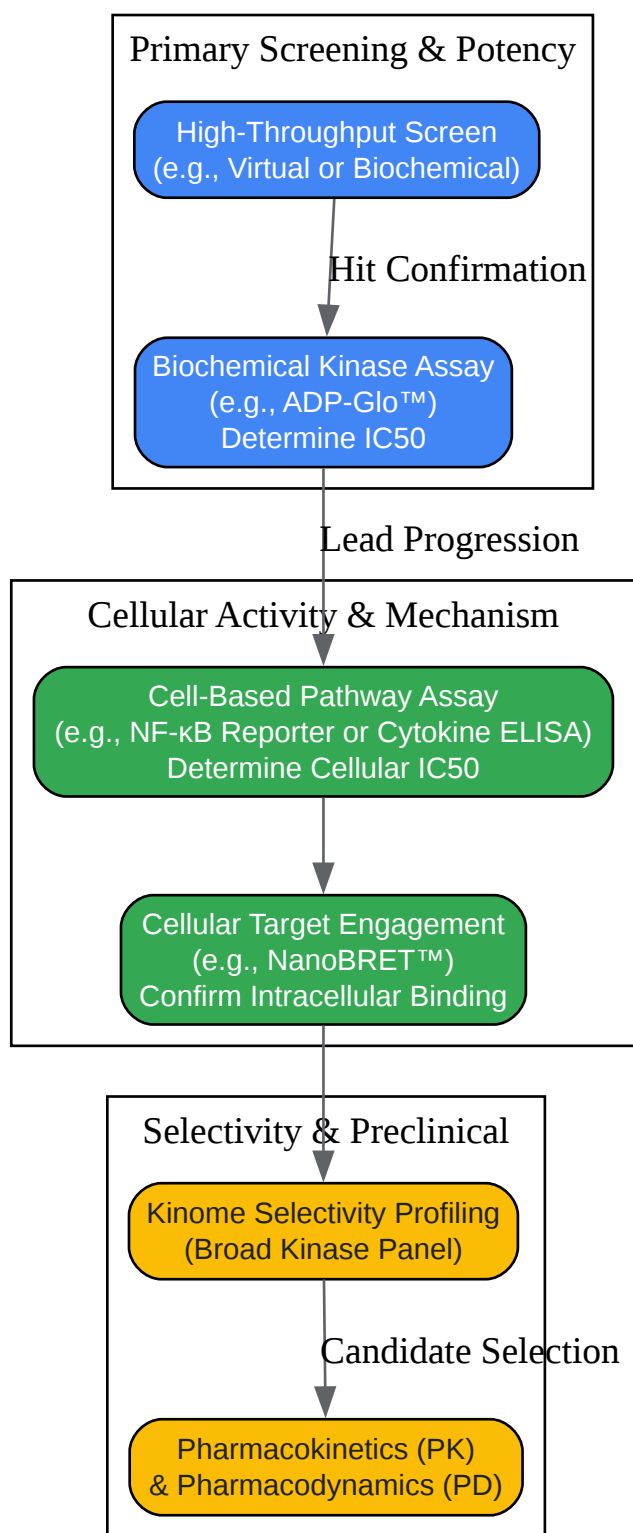 Primary Screening & Potency
High-Throughput Screen
(e.g., Virtual or Biochemical)
Hit Confirmation
Biochemical Kinase Assay
(e.g., ADP-Glo™)
Determine IC50
Lead Progression
Cellular Activity & Mechanism
Cell-Based Pathway Assay
(e.g., NF-κB Reporter or Cytokine ELISA)
Determine Cellular IC50
Cellular Target Engagement
(e.g., NanoBRET™)
Confirm Intracellular Binding
Selectivity & Preclinical
Kinome Selectivity Profiling
(Broad Kinase Panel)
Candidate Selection
Pharmacokinetics (PK)
& Pharmacodynamics (PD)